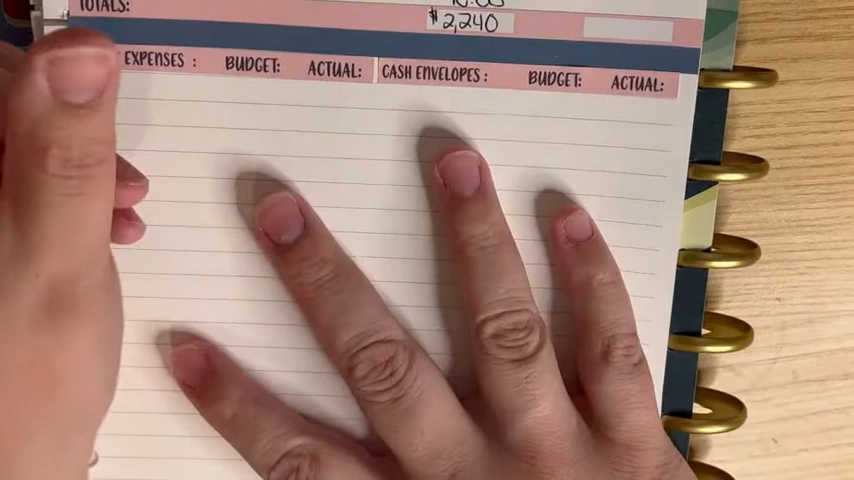 TOTALS:
$2,240
EXPENSES : BUDGET: ACTUAL: CASH ENVELOPES: BUDGET: ACTUAL: